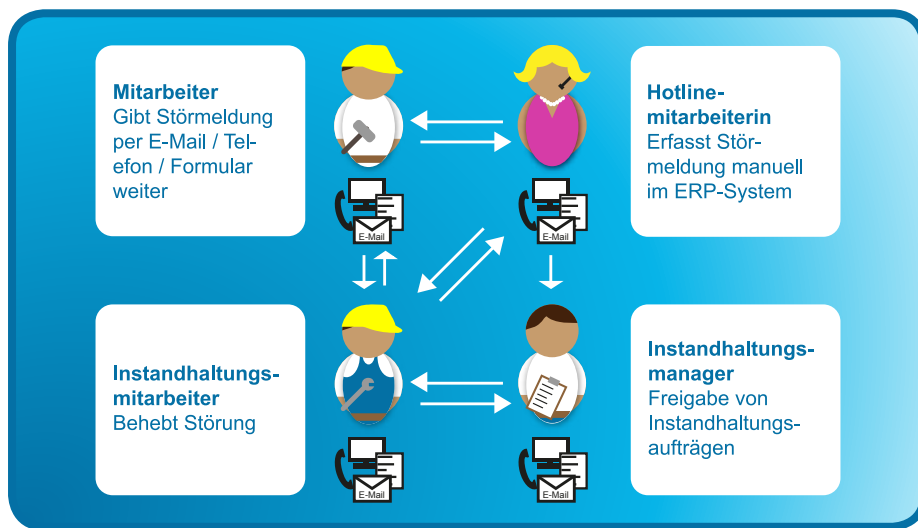 Mitarbeiter
Gibt Störmeldung
per E-Mail / Tel-
efon / Formular
weiter
Hotline-
mitarbeiterin
Erfasst Stör-
meldung manuell
im ERP-System
E-Mail
E-Mail
Instandhaltungs-
mitarbeiter
Behebt Störung
Instandhaltungs-
manager
Freigabe von
Instandhaltungs-
aufträgen
E-Mail
E-Mail